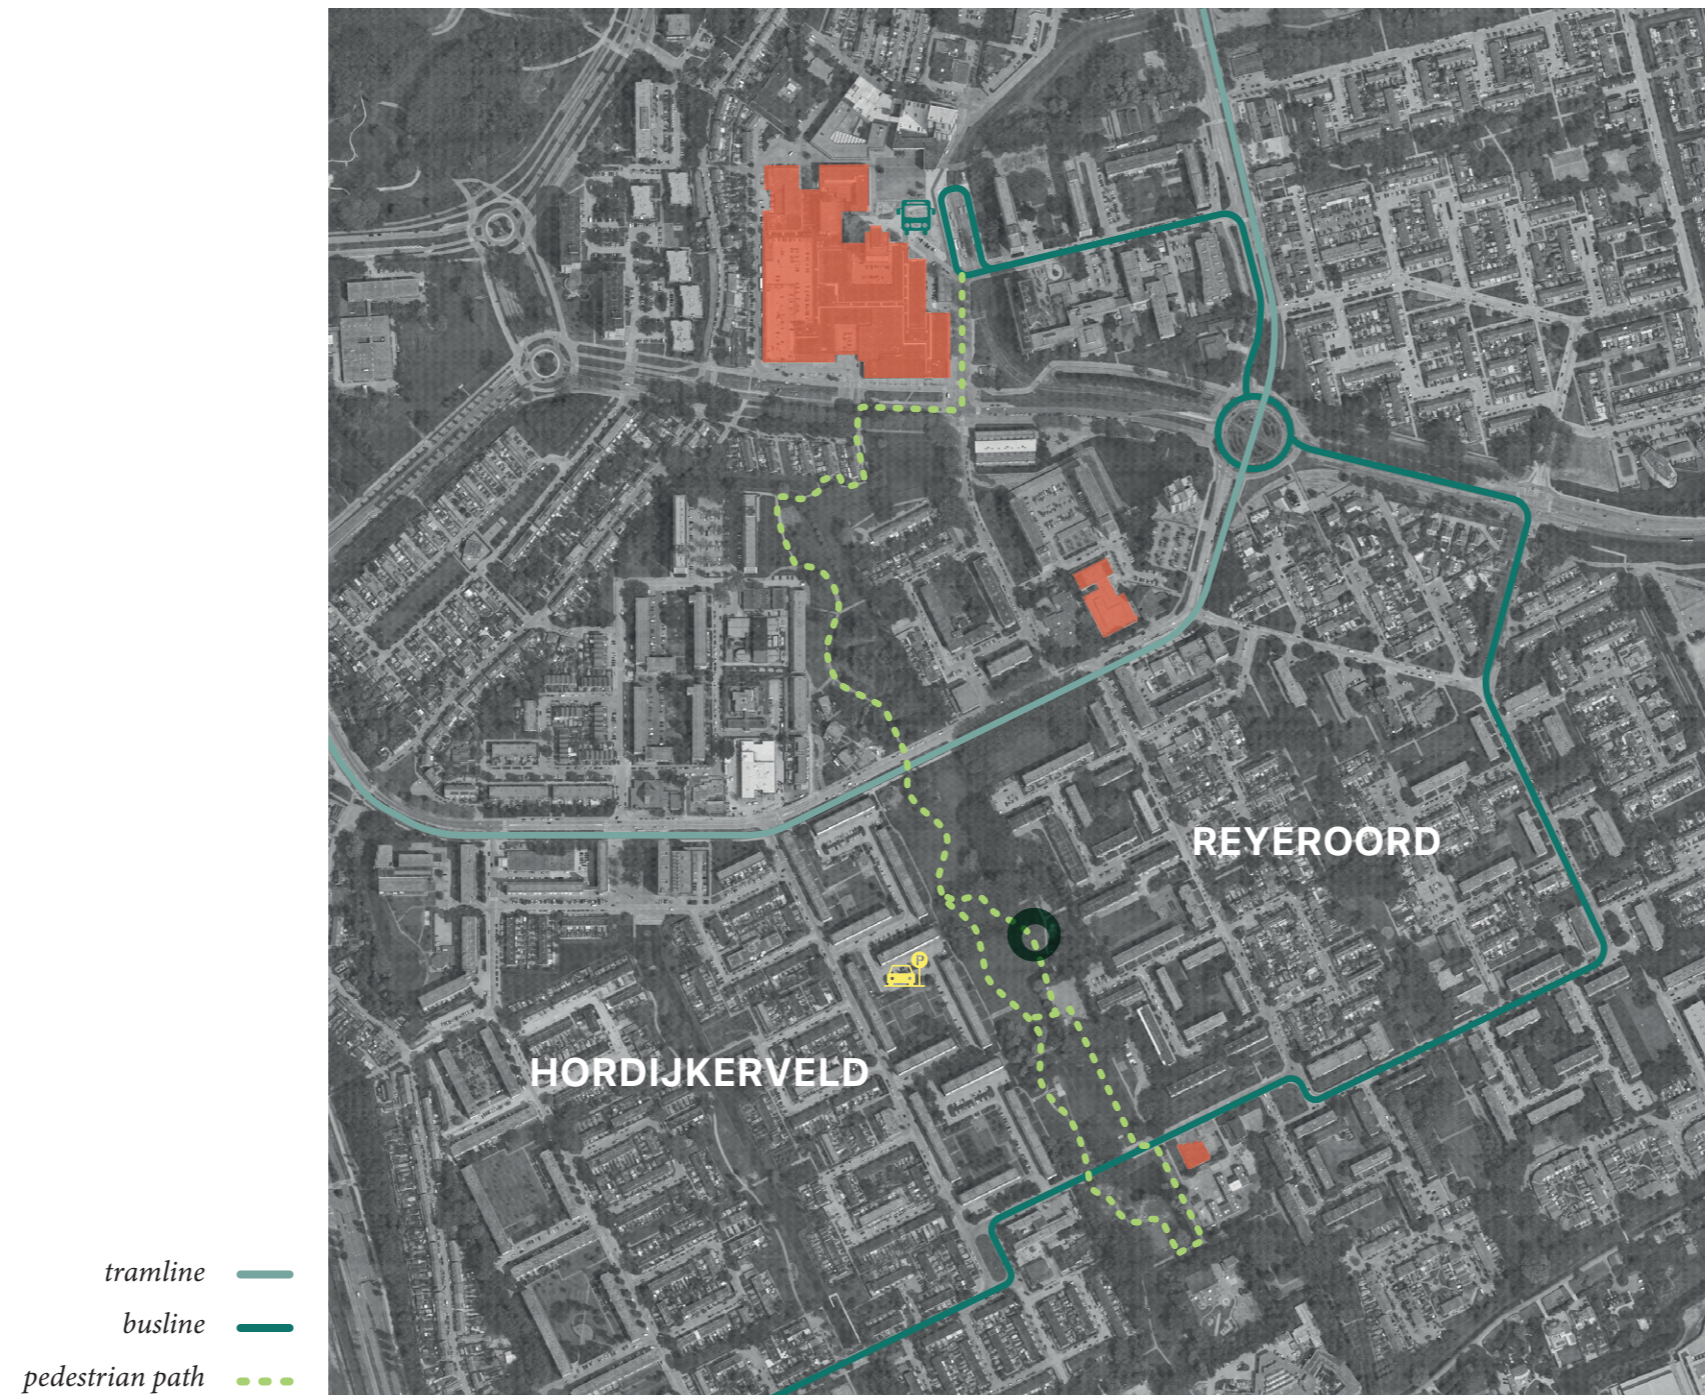 REYEROORD
P
HORDIJKERVELD
tramline
busline
pedestrian path